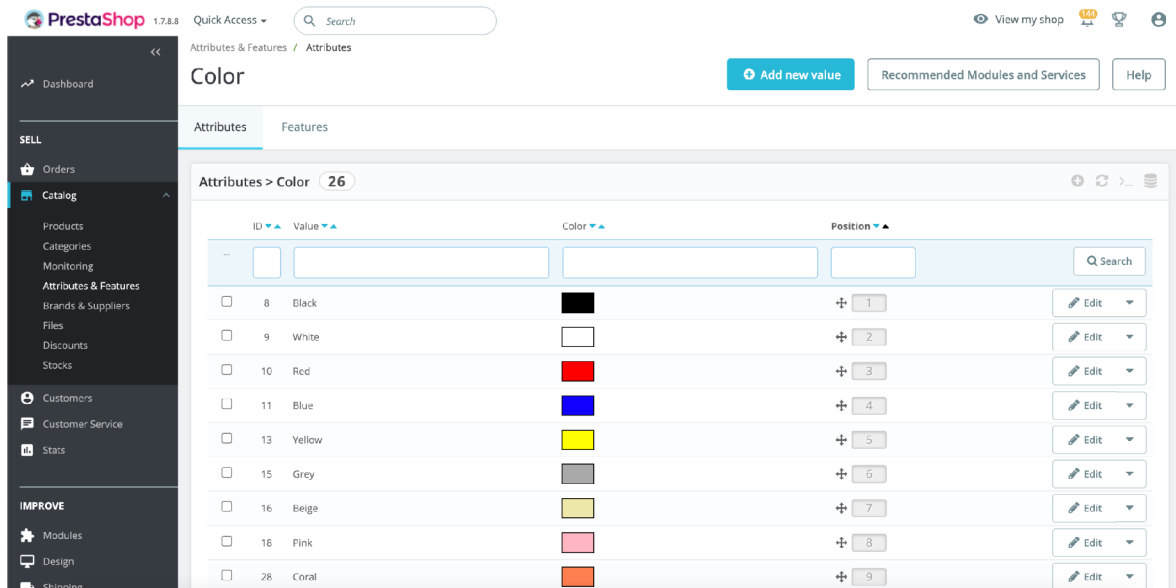 PrestaShop 1.7.8.8 Quick Access Search View my shop 144
Attributes & Features / Attributes
Color
Add new value Recommended Modules and Services Help
Attributes Features
Dashboard
SELL
Orders
Catalog
Products
Categories
Monitoring
Attributes & Features
Brands & Suppliers
Files
Discounts
Stocks
Customers
Customer Service
Stats
IMPROVE
Modules
Design
Shipping
Attributes > Color 26
ID Value Color Position
-- Search
8 Black 1 Edit
9 White 2 Edit
10 Red 3 Edit
11 Blue 4 Edit
13 Yellow 5 Edit
15 Grey 6 Edit
16 Beige 7 Edit
18 Pink 8 Edit
28 Coral 9 Edit